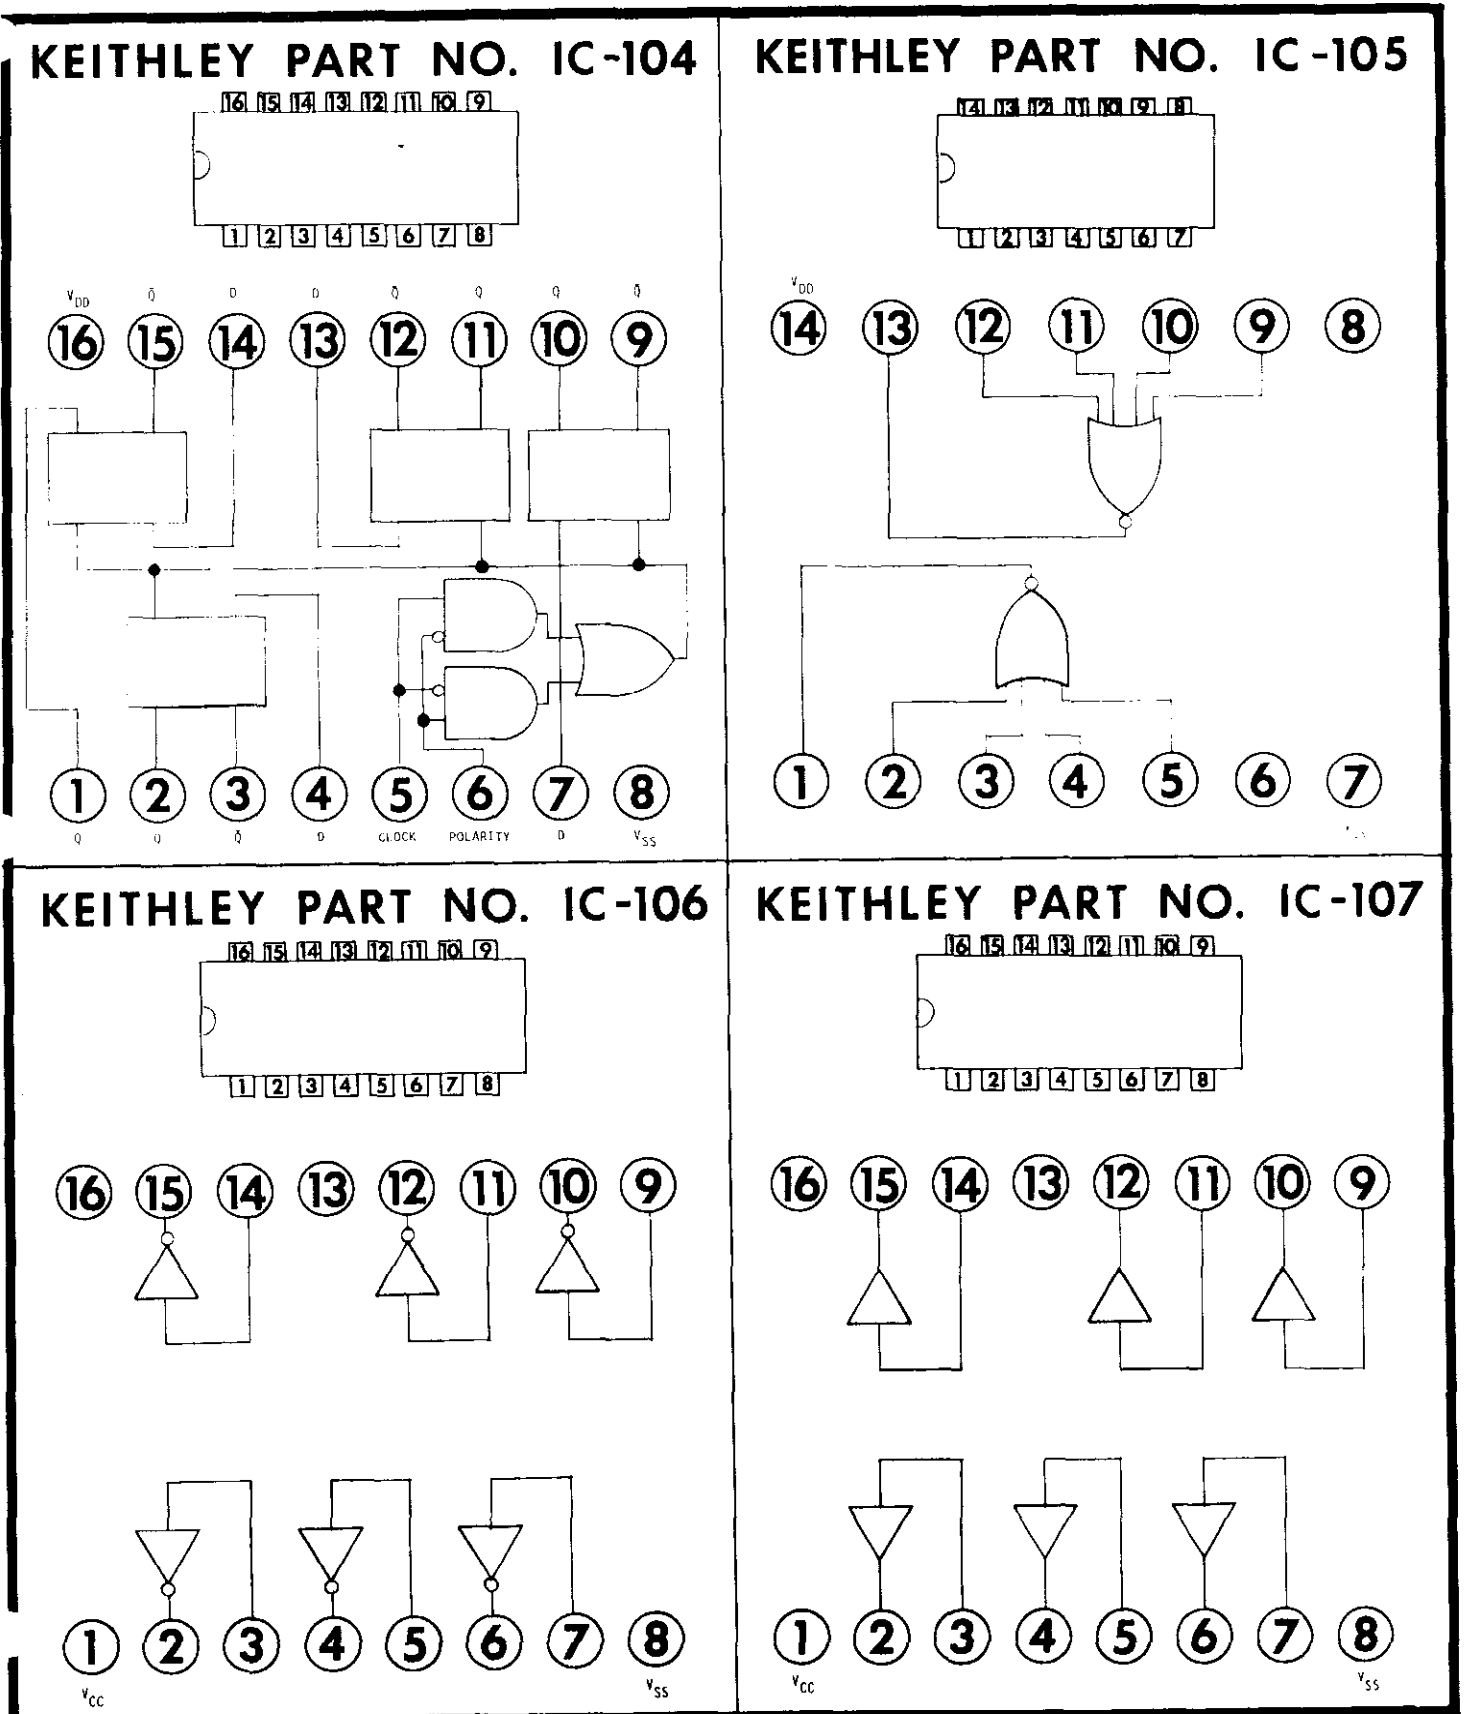 KEITHLEY PART NO. IC-104
16 15 14 13 12 11 10 9
1 2 3 4 5 6 7 8
VDD Q̄ D D Q̄ Q Q Q̄
16 15 14 13 12 11 10 9
1 2 3 4 5 6 7 8
Q Q Q̄ D CLOCK POLARITY D VSS
KEITHLEY PART NO. IC-105
14 13 12 11 10 9 8
1 2 3 4 5 6 7
VDD
14 13 12 11 10 9 8
1 2 3 4 5 6 7
KEITHLEY PART NO. IC-106
16 15 14 13 12 11 10 9
1 2 3 4 5 6 7 8
16 15 14 13 12 11 10 9
1 2 3 4 5 6 7 8
VCC VSS
KEITHLEY PART NO. IC-107
16 15 14 13 12 11 10 9
1 2 3 4 5 6 7 8
16 15 14 13 12 11 10 9
1 2 3 4 5 6 7 8
VCC VSS